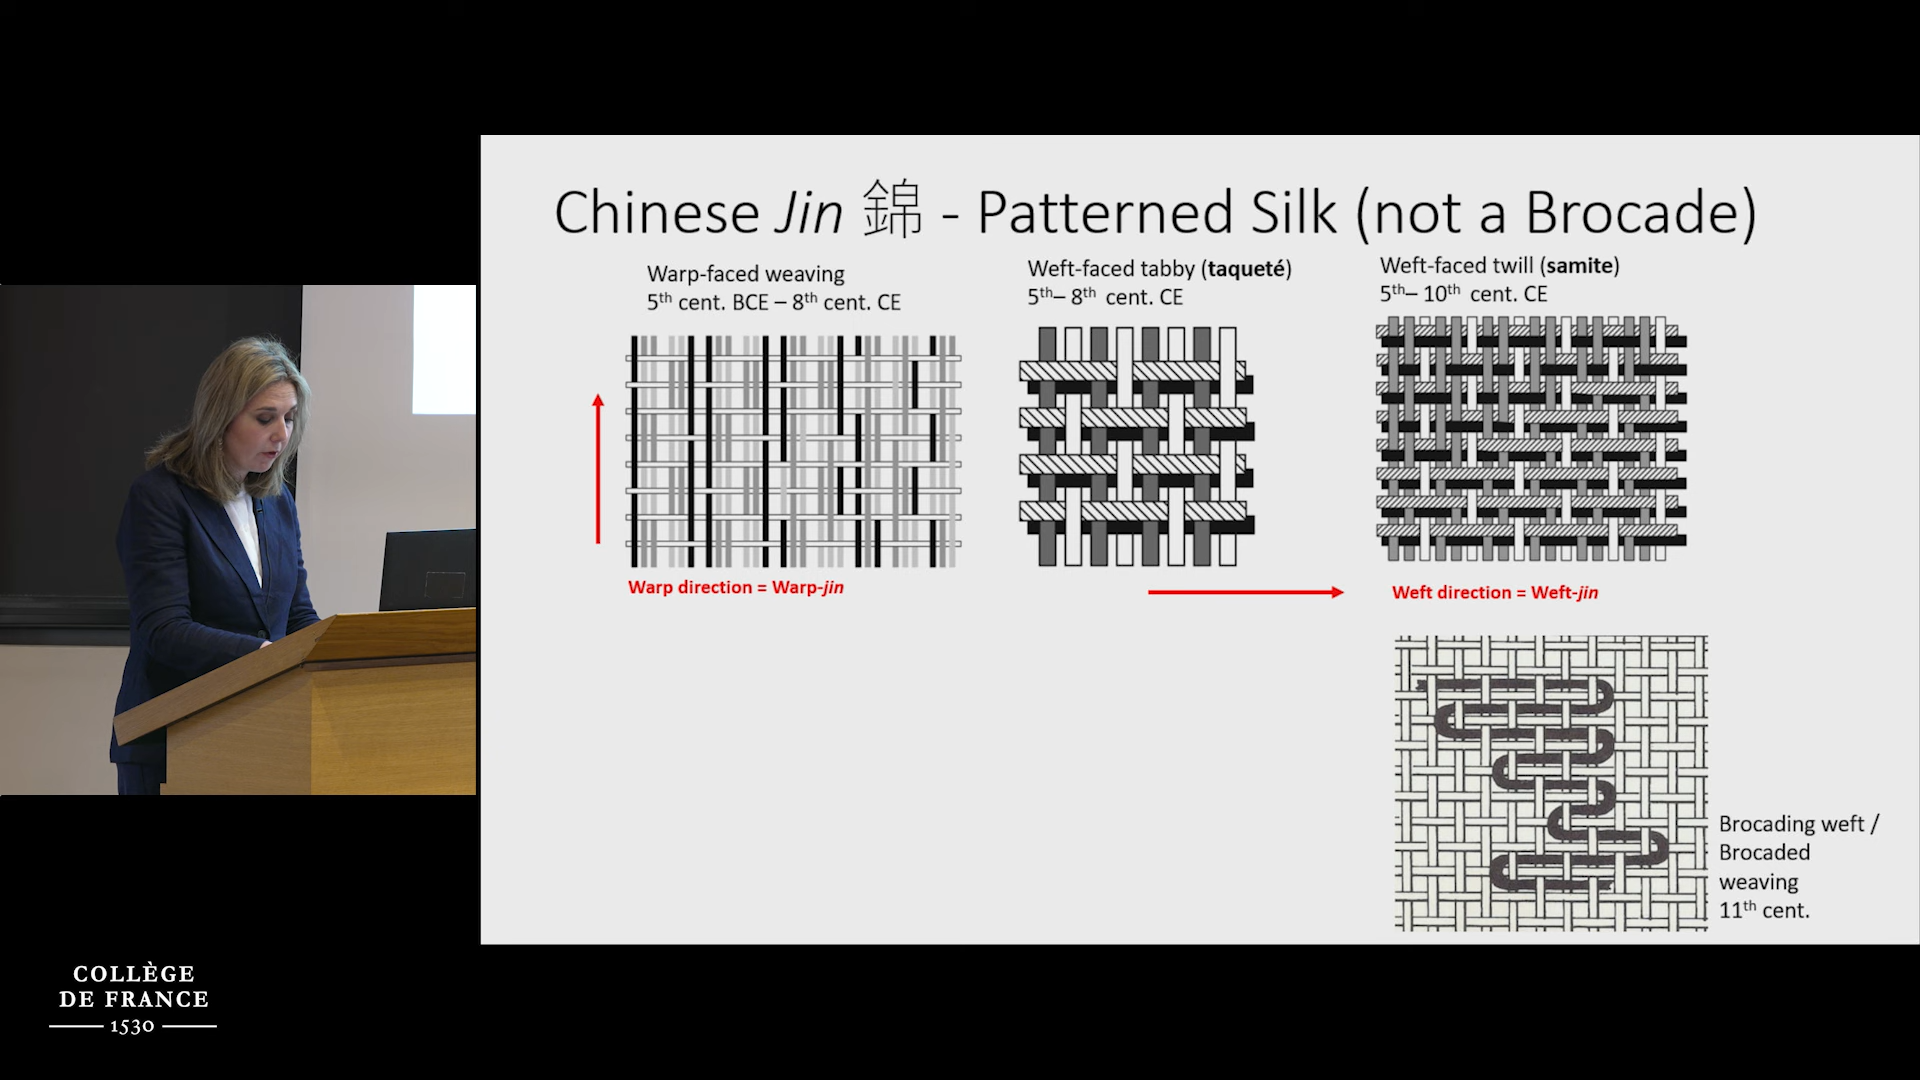 Chinese Jin 錦 - Patterned Silk (not a Brocade)
Warp-faced weaving
5th cent. BCE – 8th cent. CE
Weft-faced tabby (taqueté)
5th– 8th cent. CE
Weft-faced twill (samite)
5th– 10th cent. CE
Warp direction = Warp-jin
Weft direction = Weft-jin
Brocading weft /
Brocaded
weaving
11th cent.
COLLÈGE
DE FRANCE
1530